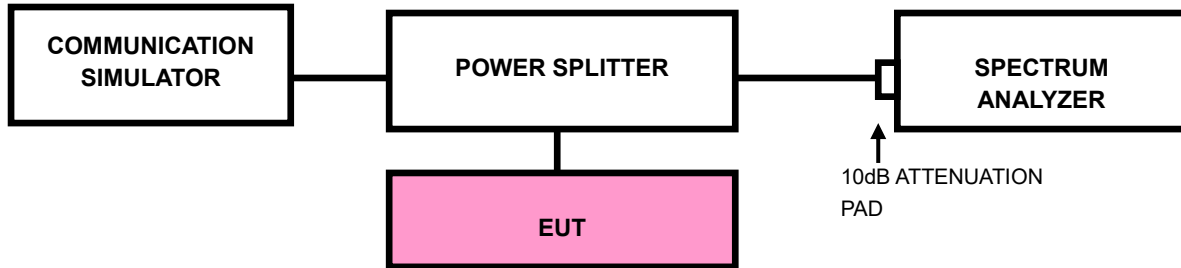 COMMUNICATION
SIMULATOR
POWER SPLITTER
SPECTRUM
ANALYZER
10dB ATTENUATION
PAD
EUT